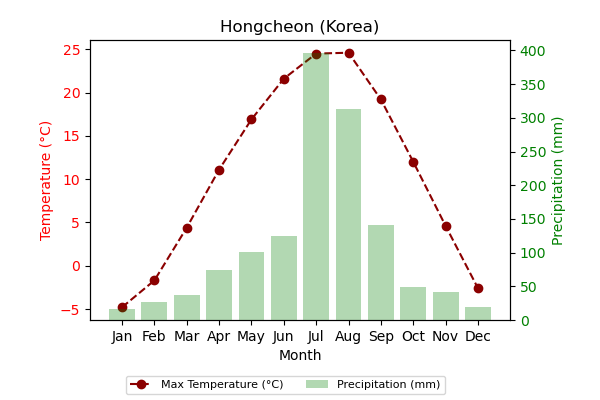 Hongcheon (Korea)
25
20
15
10
5
0
−5
Temperature (°C)
400
350
300
250
200
150
100
50
0
Precipitation (mm)
Jan Feb Mar Apr May Jun Jul Aug Sep Oct Nov Dec
Month
Max Temperature (°C) Precipitation (mm)